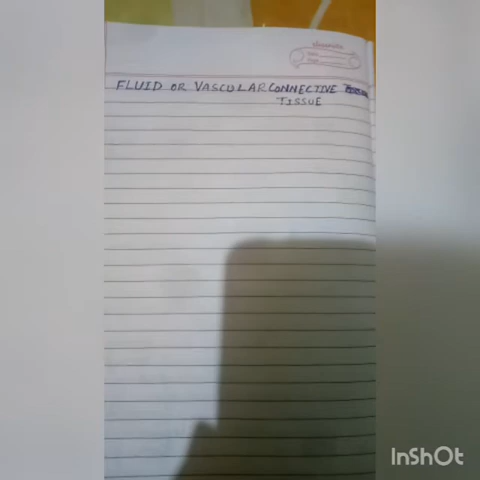 FLUID OR VASCULAR CONNECTIVE
TISSUE
InShOt